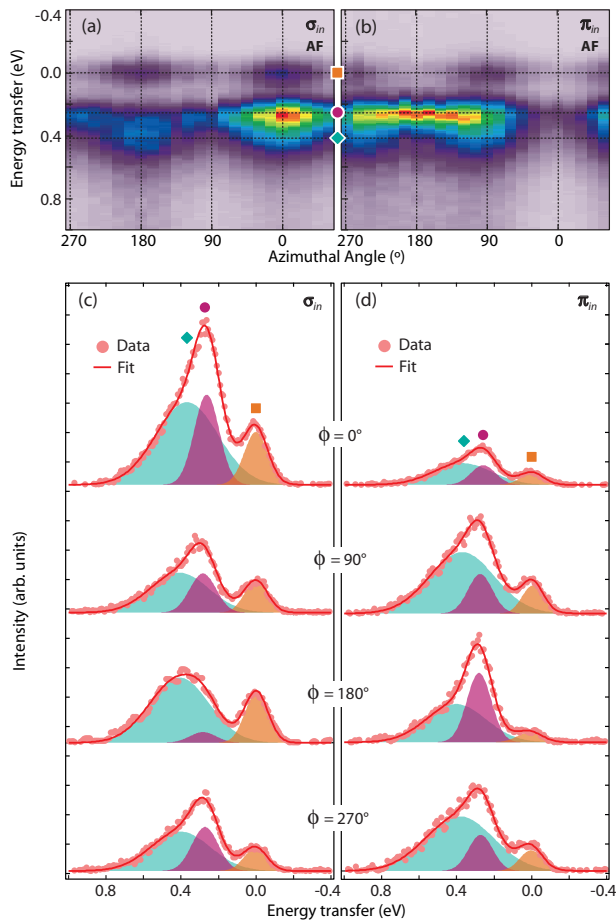 (a) σin (b) πin
AF AF
-0.4
0.0
0.4
0.8
Energy transfer (eV)
270 180 90 0 270 180 90 0
Azimuthal Angle (º)
(c) σin (d) πin
Data Data
Fit Fit
ϕ = 0°
ϕ = 90°
ϕ = 180°
ϕ = 270°
Intensity (arb. units)
0.8 0.4 0.0 -0.4 0.8 0.4 0.0 -0.4
Energy transfer (eV)